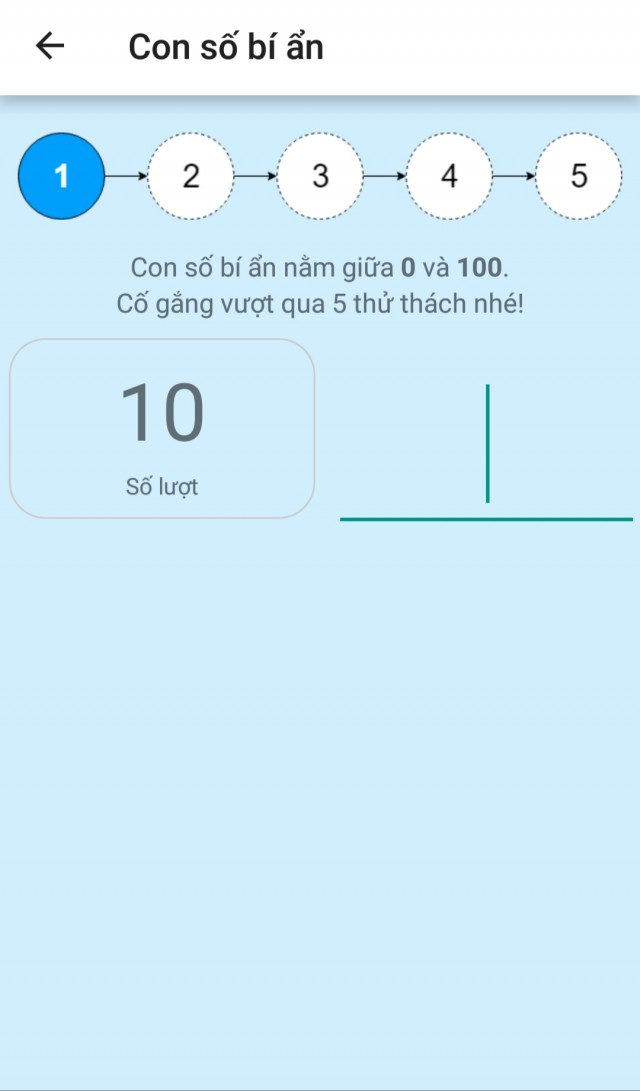 Con số bí ẩn
1 2 3 4 5
Con số bí ẩn nằm giữa 0 và 100.
Cố gắng vượt qua 5 thử thách nhé!
10
Số lượt